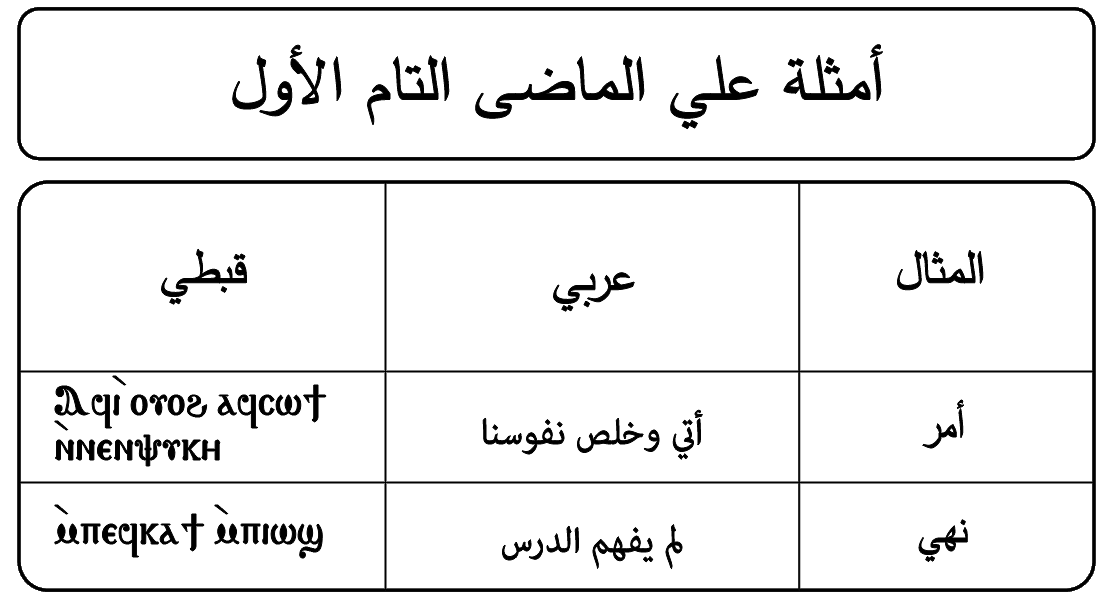 أمثلة علي الماضى التام الأول
المثال	عربي	قبطي
أمر	أتي وخلص نفوسنا	Ⲁϥⲓ̀ ⲟⲩⲟϩ ⲁϥⲥⲱϯ
ⲛ̀ⲛⲉⲛⲯⲩⲕⲏ
نهي	لم يفهم الدرس	ⲙ̀ⲡⲉϥⲕⲁϯ ⲙ̀ⲡⲓⲱϣ